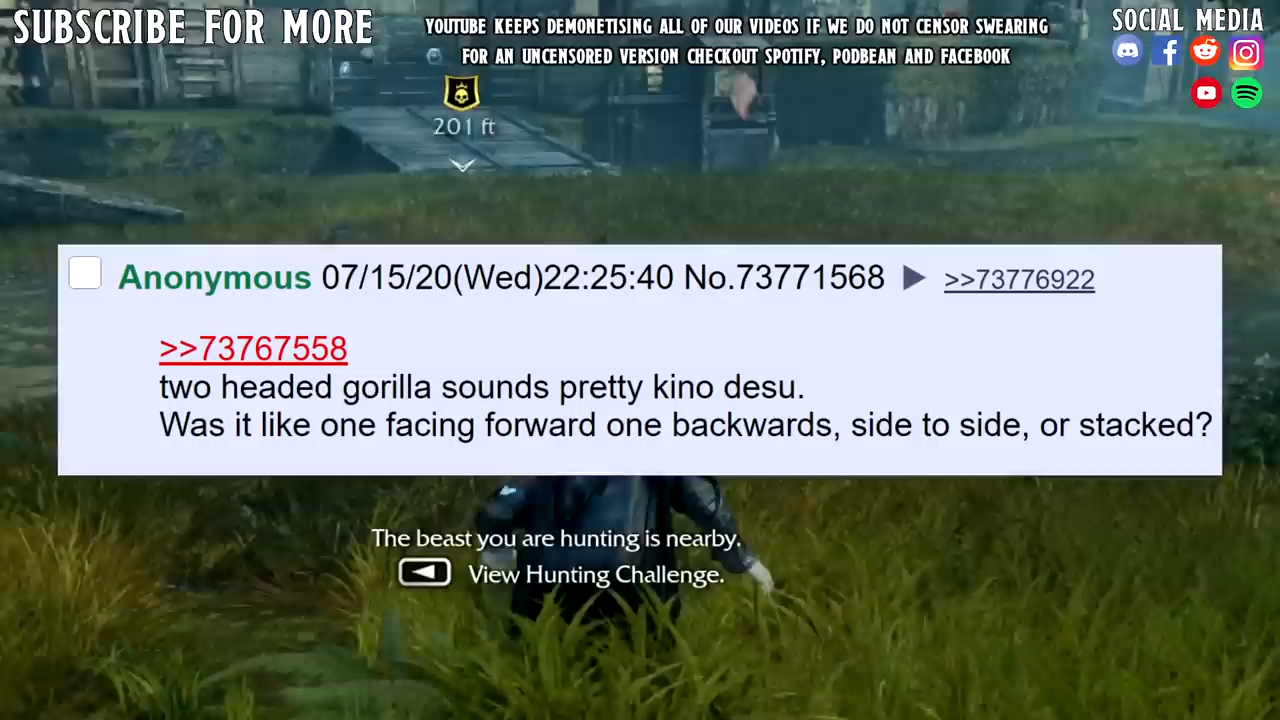 SUBSCRIBE FOR MORE
YOUTUBE KEEPS DEMONETISING ALL OF OUR VIDEOS IF WE DO NOT CENSOR SWEARING
FOR AN UNCENSORED VERSION CHECKOUT SPOTIFY, PODBEAN AND FACEBOOK
SOCIAL MEDIA
201 ft
Anonymous 07/15/20(Wed)22:25:40 No.73771568 ▶ >>73776922
>>73767558
two headed gorilla sounds pretty kino desu.
Was it like one facing forward one backwards, side to side, or stacked?
The beast you are hunting is nearby.
View Hunting Challenge.